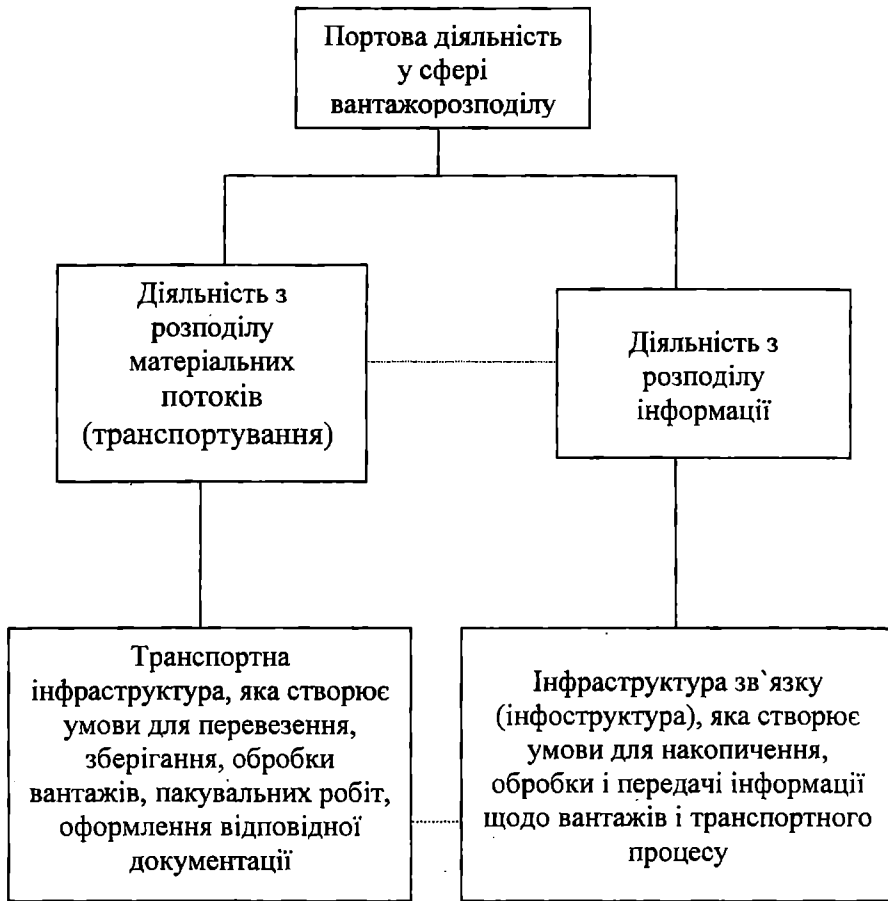 Портова діяльність
у сфері
вантажорозподілу
Діяльність з
розподілу
матеріальних
потоків
(транспортування)
Діяльність з
розподілу
інформації
Транспортна
інфраструктура, яка створює
умови для перевезення,
зберігання, обробки
вантажів, пакувальних робіт,
оформлення відповідної
документації
Інфраструктура зв`язку
(інфоструктура), яка створює
умови для накопичення,
обробки і передачі інформації
щодо вантажів і транспортного
процесу